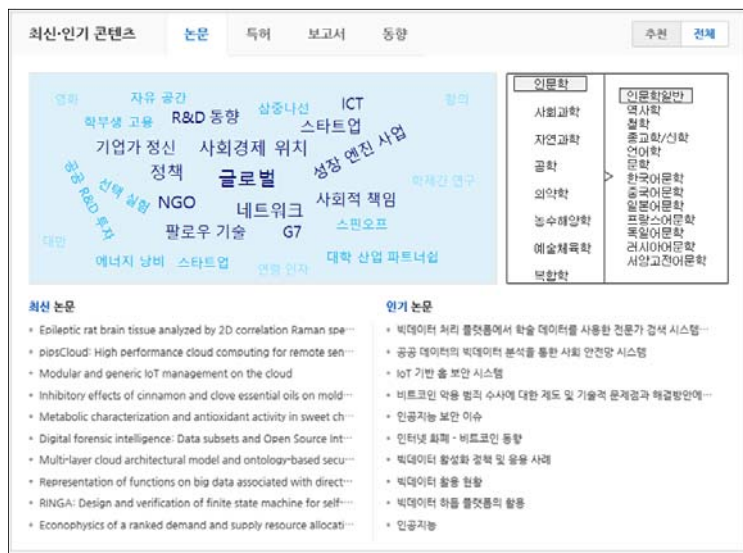 최신·인기 콘텐츠 논문 특허 보고서 동향 추천 전체
영화 자유 공간 삼중나선 ICT 창의
학부생 고용 R&D 동향 스타트업
기업가 정신 사회경제 위치 성장 엔진 사업
정책 글로벌 학제간 연구
공공 R&D 투자 선택 실험 NGO 네트워크 사회적 책임
팔로우 기술 G7 스핀오프
대만
에너지 낭비 스타트업 연령 인자 대학 산업 파트너쉽
인문학
사회과학
자연과학
공학
의약학
농수해양학
예술체육학
복합학
>
인문학일반
역사학
철학
종교학/신학
언어학
문학
한국어문학
중국어문학
일본어문학
프랑스어문학
독일어문학
러시아어문학
서양고전어문학
최신 논문
• Epileptic rat brain tissue analyzed by 2D correlation Raman spe…
• pipsCloud: High performance cloud computing for remote sen…
• Modular and generic IoT management on the cloud
• Inhibitory effects of cinnamon and clove essential oils on mold…
• Metabolic characterization and antioxidant activity in sweet ch…
• Digital forensic intelligence: Data subsets and Open Source Int…
• Multi-layer cloud architectural model and ontology-based secu…
• Representation of functions on big data associated with direct…
• RINGA: Design and verification of finite state machine for self-…
• Econophysics of a ranked demand and supply resource allocati…
인기 논문
• 빅데이터 처리 플랫폼에서 학술 데이터를 사용한 전문가 검색 시스템…
• 공공 데이터의 빅데이터 분석을 통한 사회 안전망 시스템
• IoT 기반 홈 보안 시스템
• 비트코인 악용 범죄 수사에 대한 제도 및 기술적 문제점과 해결방안에…
• 인공지능 보안 이슈
• 인터넷 화폐 - 비트코인 동향
• 빅데이터 활성화 정책 및 응용 사례
• 빅데이터 활용 현황
• 빅데이터 하둡 플랫폼의 활용
• 인공지능